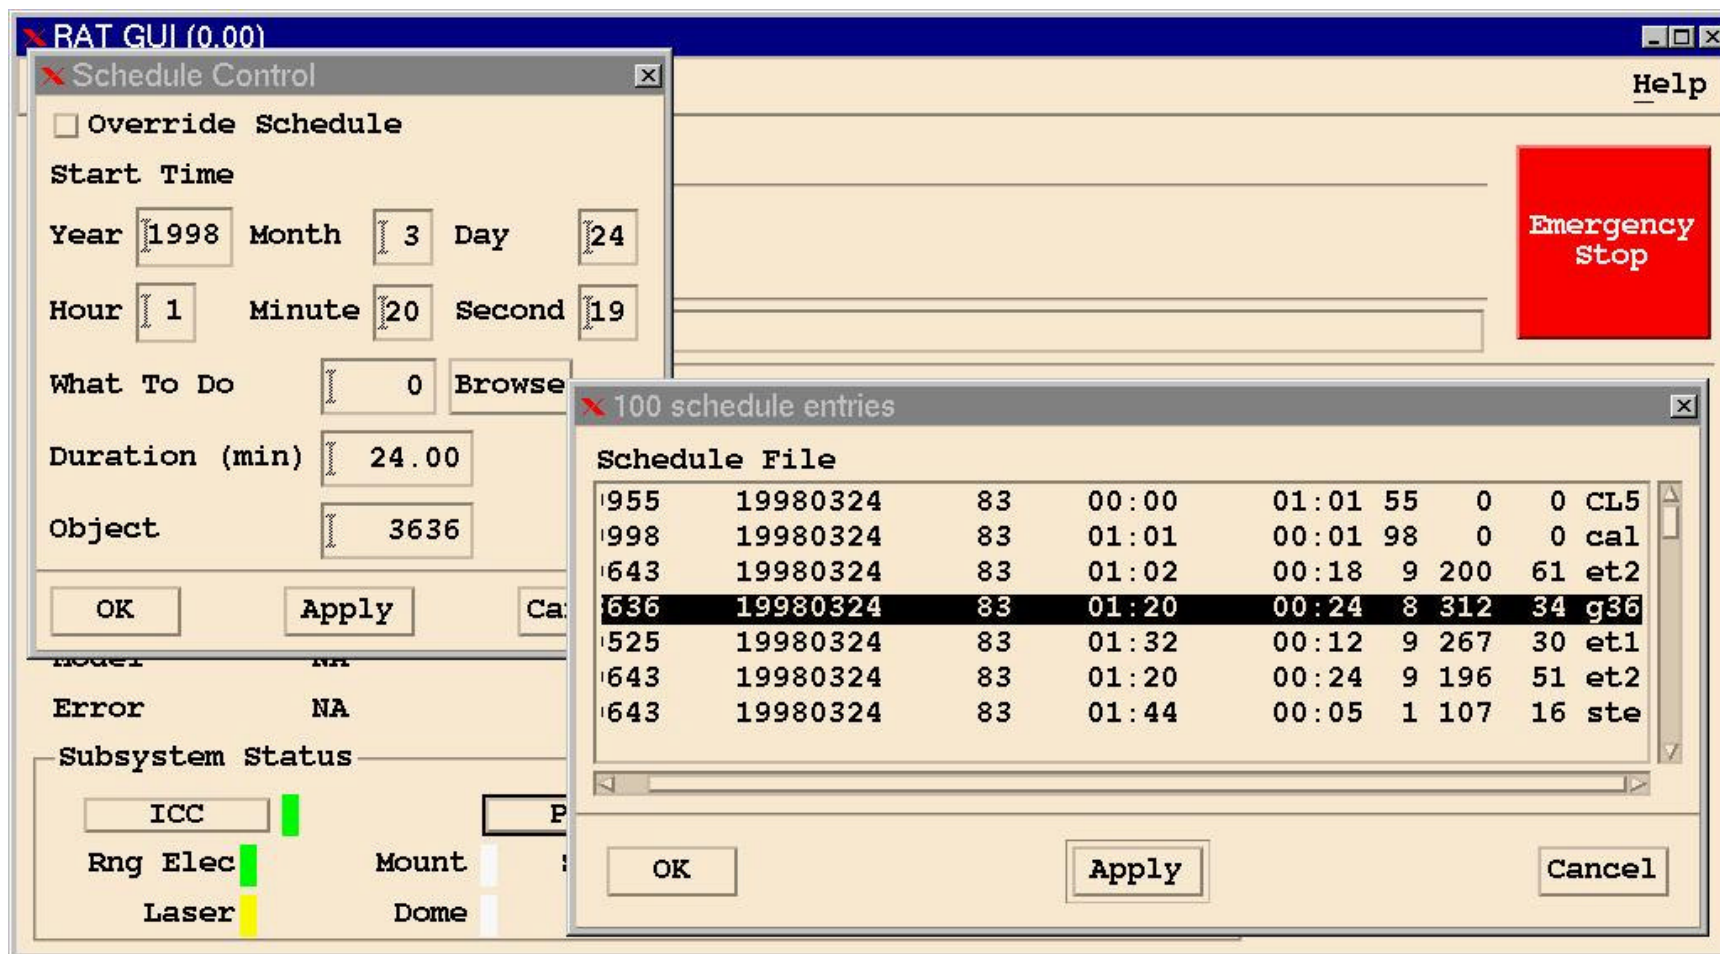 RAT GUI (0.00)
Schedule Control
Help
Override Schedule
Start Time
Year 1998 Month 3 Day 24
Hour 1 Minute 20 Second 19
Emergency
Stop
What To Do 0 Browse
Duration (min) 24.00
Object 3636
OK Apply Ca
Model NA
Error NA
Subsystem Status
ICC P
Rng Elec Mount
Laser Dome
100 schedule entries
Schedule File
955 19980324 83 00:00 01:01 55 0 0 CL5
998 19980324 83 01:01 00:01 98 0 0 cal
643 19980324 83 01:02 00:18 9 200 61 et2
636 19980324 83 01:20 00:24 8 312 34 g36
525 19980324 83 01:32 00:12 9 267 30 et1
643 19980324 83 01:20 00:24 9 196 51 et2
643 19980324 83 01:44 00:05 1 107 16 ste
OK Apply Cancel